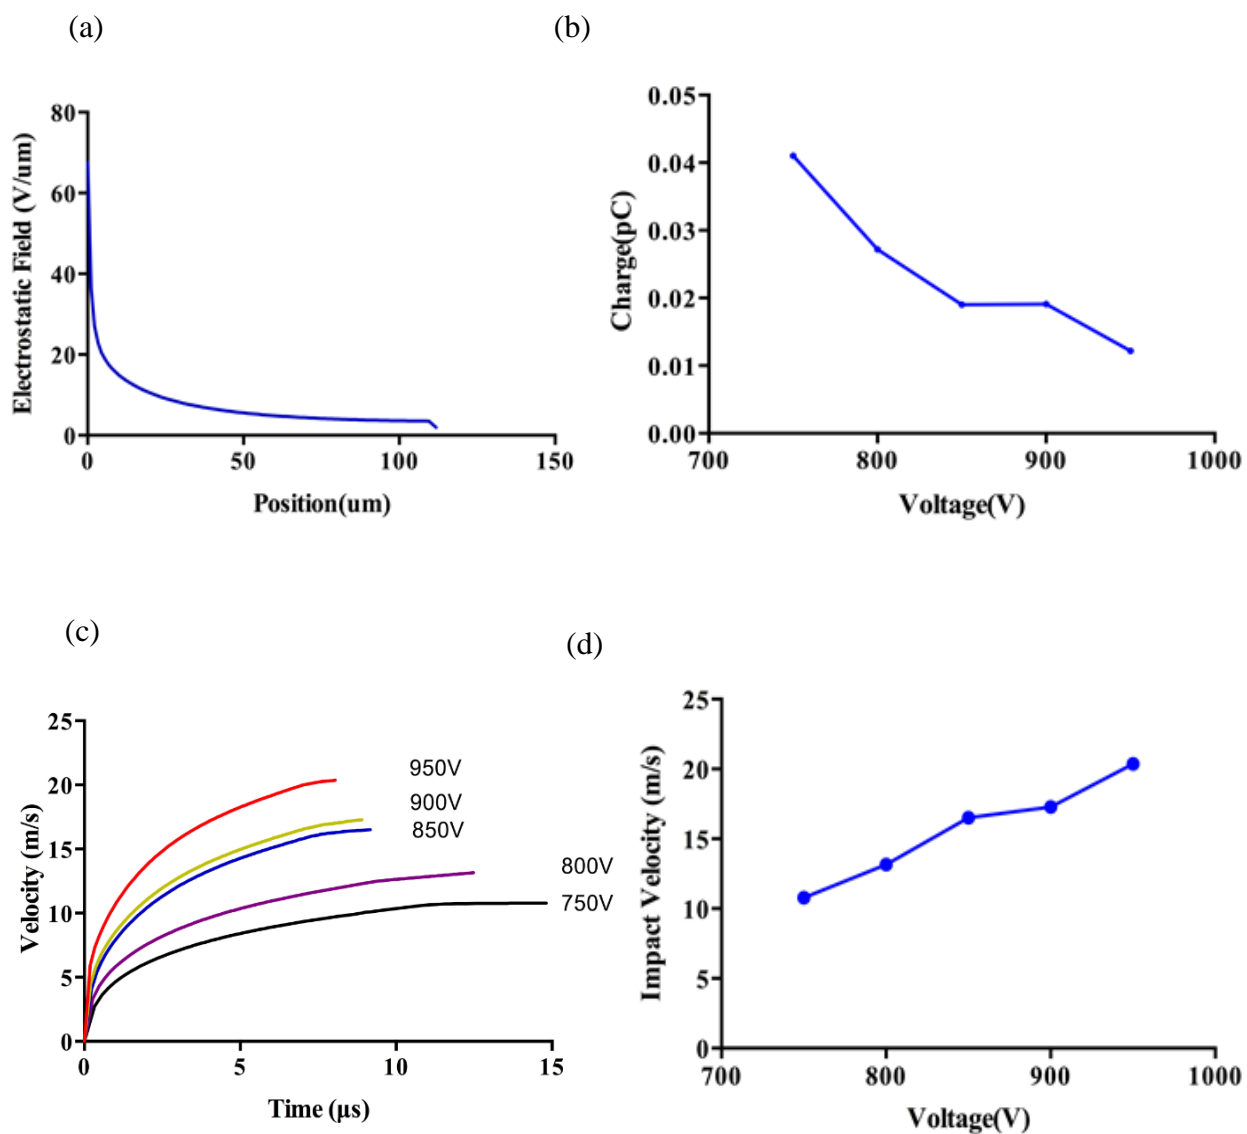 (a)
Electrostatic Field (V/um)
80
60
40
20
0
0 50 100 150
Position(um)
(b)
Charge(pC)
0.05
0.04
0.03
0.02
0.01
0.00
700 800 900 1000
Voltage(V)
(c)
Velocity (m/s)
25
20
15
10
5
0
950V
900V
850V
800V
750V
0 5 10 15
Time (μs)
(d)
Impact Velocity (m/s)
25
20
15
10
5
0
700 800 900 1000
Voltage(V)